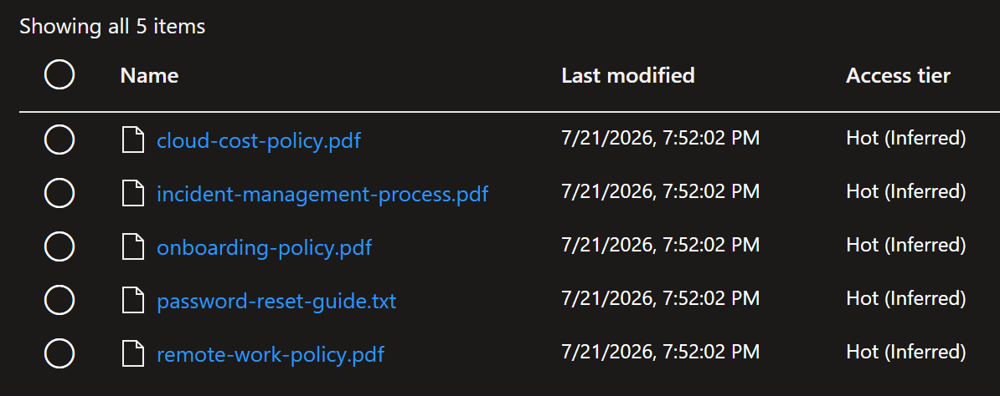 Showing all 5 items
Name Last modified Access tier
cloud-cost-policy.pdf 7/21/2026, 7:52:02 PM Hot (Inferred)
incident-management-process.pdf 7/21/2026, 7:52:02 PM Hot (Inferred)
onboarding-policy.pdf 7/21/2026, 7:52:02 PM Hot (Inferred)
password-reset-guide.txt 7/21/2026, 7:52:02 PM Hot (Inferred)
remote-work-policy.pdf 7/21/2026, 7:52:02 PM Hot (Inferred)